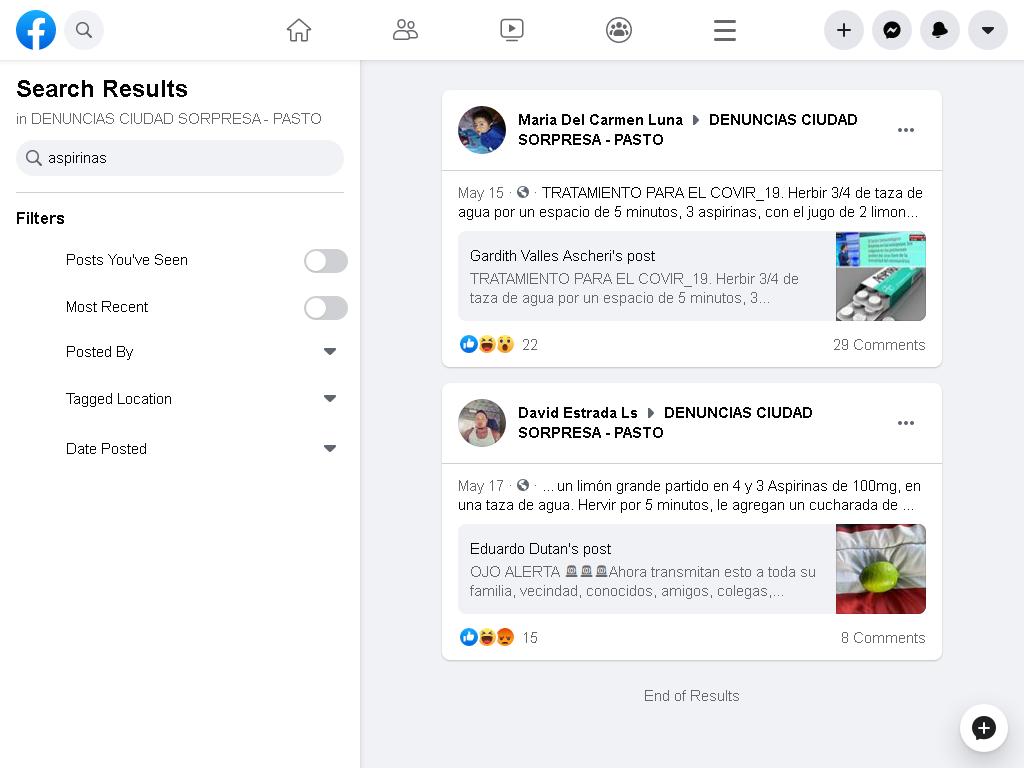 Search Results
in DENUNCIAS CIUDAD SORPRESA - PASTO
aspirinas
Filters
Posts You've Seen
Most Recent
Posted By
Tagged Location
Date Posted
Maria Del Carmen Luna DENUNCIAS CIUDAD
SORPRESA - PASTO
May 15 · · TRATAMIENTO PARA EL COVIR_19. Herbir 3/4 de taza de
agua por un espacio de 5 minutos, 3 aspirinas, con el jugo de 2 limon...
Gardith Valles Ascheri's post
TRATAMIENTO PARA EL COVIR_19. Herbir 3/4 de
taza de agua por un espacio de 5 minutos, 3...
22
29 Comments
David Estrada Ls DENUNCIAS CIUDAD
SORPRESA - PASTO
May 17 · · ... un limón grande partido en 4 y 3 Aspirinas de 100mg, en
una taza de agua. Hervir por 5 minutos, le agregan un cucharada de ...
Eduardo Dutan's post
OJO ALERTA 🚨🚨🚨Ahora transmitan esto a toda su
familia, vecindad, conocidos, amigos, colegas,...
15
8 Comments
End of Results